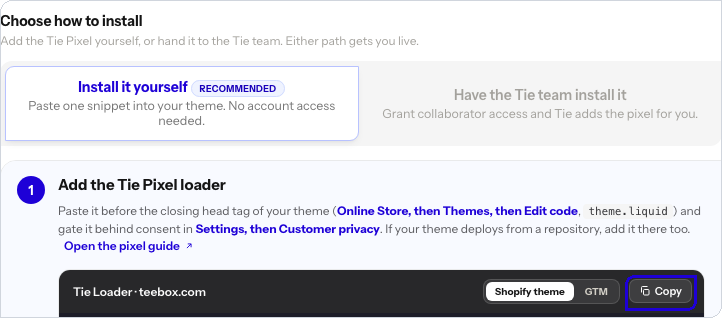 Choose how to install
Add the Tie Pixel yourself, or hand it to the Tie team. Either path gets you live.
Install it yourself RECOMMENDED
Paste one snippet into your theme. No account access
needed.
Have the Tie team install it
Grant collaborator access and Tie adds the pixel for you.
1
Add the Tie Pixel loader
Paste it before the closing head tag of your theme (Online Store, then Themes, then Edit code, theme.liquid ) and
gate it behind consent in Settings, then Customer privacy. If your theme deploys from a repository, add it there too.
Open the pixel guide ↗
Tie Loader · teebox.com
Shopify theme GTM Copy